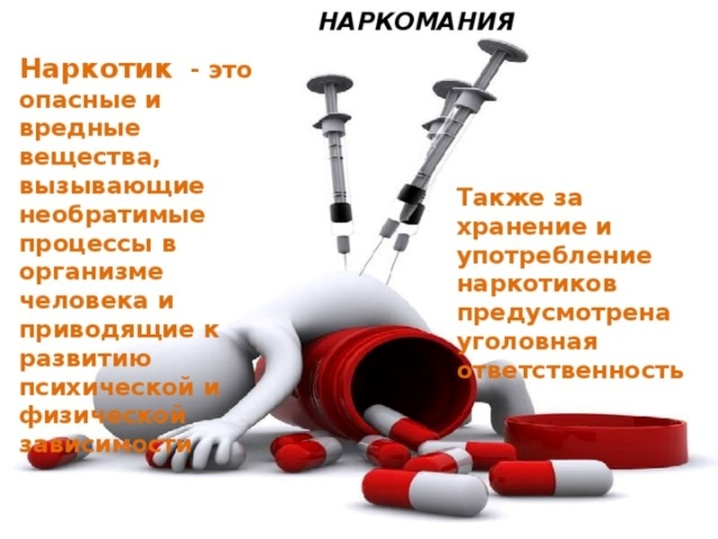 НАРКОМАНИЯ
Наркотик - это
опасные и
вредные
вещества,
вызывающие
необратимые
процессы в
организме
человека и
приводящие к
развитию
психической и
физической
зависимости
Также за
хранение и
употребление
наркотиков
предусмотрена
уголовная
ответственность